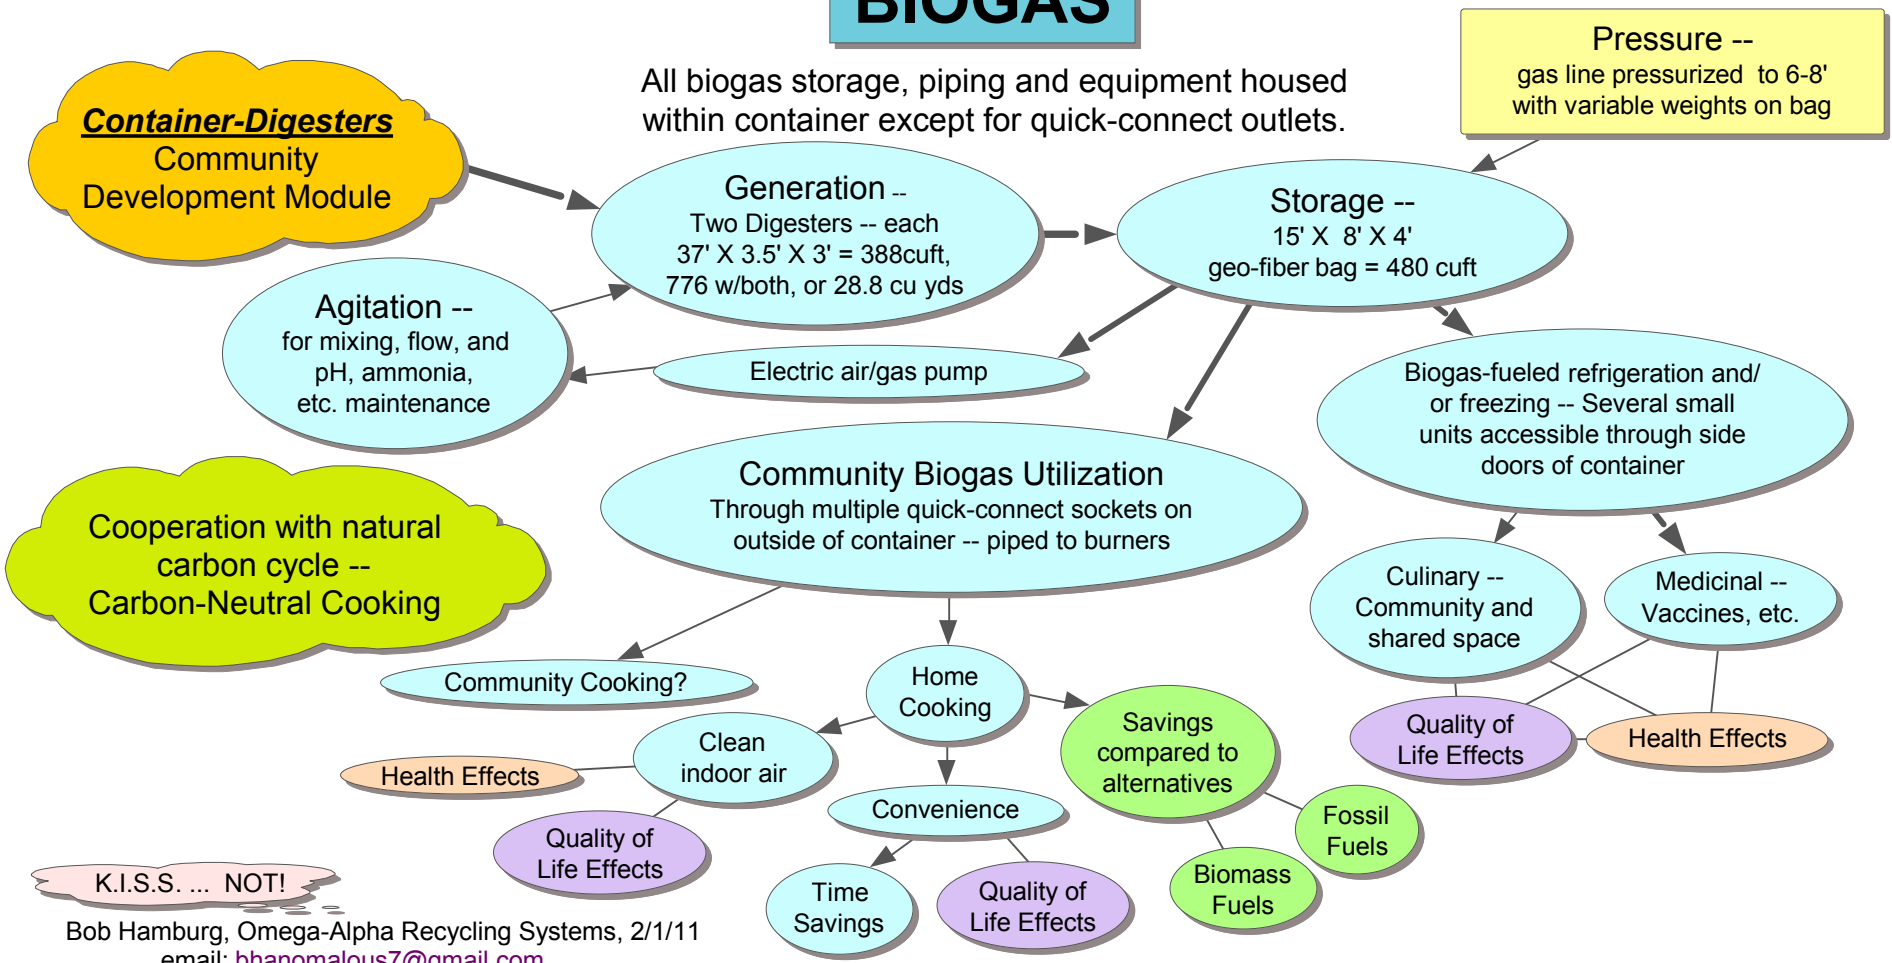 BIOGAS
All biogas storage, piping and equipment housed
within container except for quick-connect outlets.
Pressure --
gas line pressurized to 6-8'
with variable weights on bag
Container-Digesters
Community
Development Module
Generation --
Two Digesters -- each
37' X 3.5' X 3' = 388cuft,
776 w/both, or 28.8 cu yds
Storage --
15' X 8' X 4'
geo-fiber bag = 480 cuft
Agitation --
for mixing, flow, and
pH, ammonia,
etc. maintenance
Electric air/gas pump
Biogas-fueled refrigeration and/
or freezing -- Several small
units accessible through side
doors of container
Community Biogas Utilization
Through multiple quick-connect sockets on
outside of container -- piped to burners
Cooperation with natural
carbon cycle --
Carbon-Neutral Cooking
Culinary --
Community and
shared space
Medicinal --
Vaccines, etc.
Community Cooking?
Home
Cooking
Savings
compared to
alternatives
Quality of
Life Effects
Health Effects
Clean
indoor air
Health Effects
Convenience
Fossil
Fuels
Quality of
Life Effects
Biomass
Fuels
Time
Savings
Quality of
Life Effects
K.I.S.S. ... NOT!
Bob Hamburg, Omega-Alpha Recycling Systems, 2/1/11
email: bhanomalous7@gmail.com